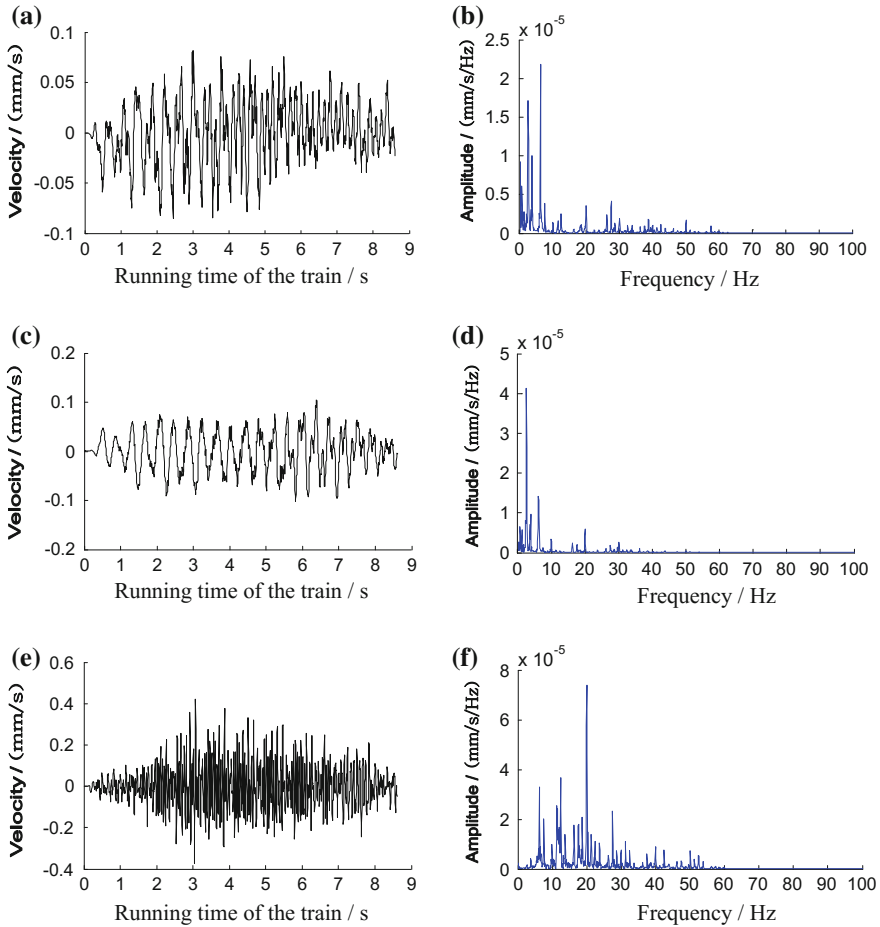 (a)
0.1
0.05
0
-0.05
-0.1
Velocity / (mm/s)
0 1 2 3 4 5 6 7 8 9
Running time of the train / s
(b)
x 10⁻⁵
2.5
2
1.5
1
0.5
0
Amplitude / (mm/s/Hz)
0 10 20 30 40 50 60 70 80 90 100
Frequency / Hz
(c)
0.2
0.1
0
-0.1
-0.2
Velocity / (mm/s)
0 1 2 3 4 5 6 7 8 9
Running time of the train / s
(d)
x 10⁻⁵
5
4
3
2
1
0
Amplitude / (mm/s/Hz)
0 10 20 30 40 50 60 70 80 90 100
Frequency / Hz
(e)
0.6
0.4
0.2
0
-0.2
-0.4
Velocity / (mm/s)
0 1 2 3 4 5 6 7 8 9
Running time of the train / s
(f)
x 10⁻⁵
8
6
4
2
0
Amplitude / (mm/s/Hz)
0 10 20 30 40 50 60 70 80 90 100
Frequency / Hz